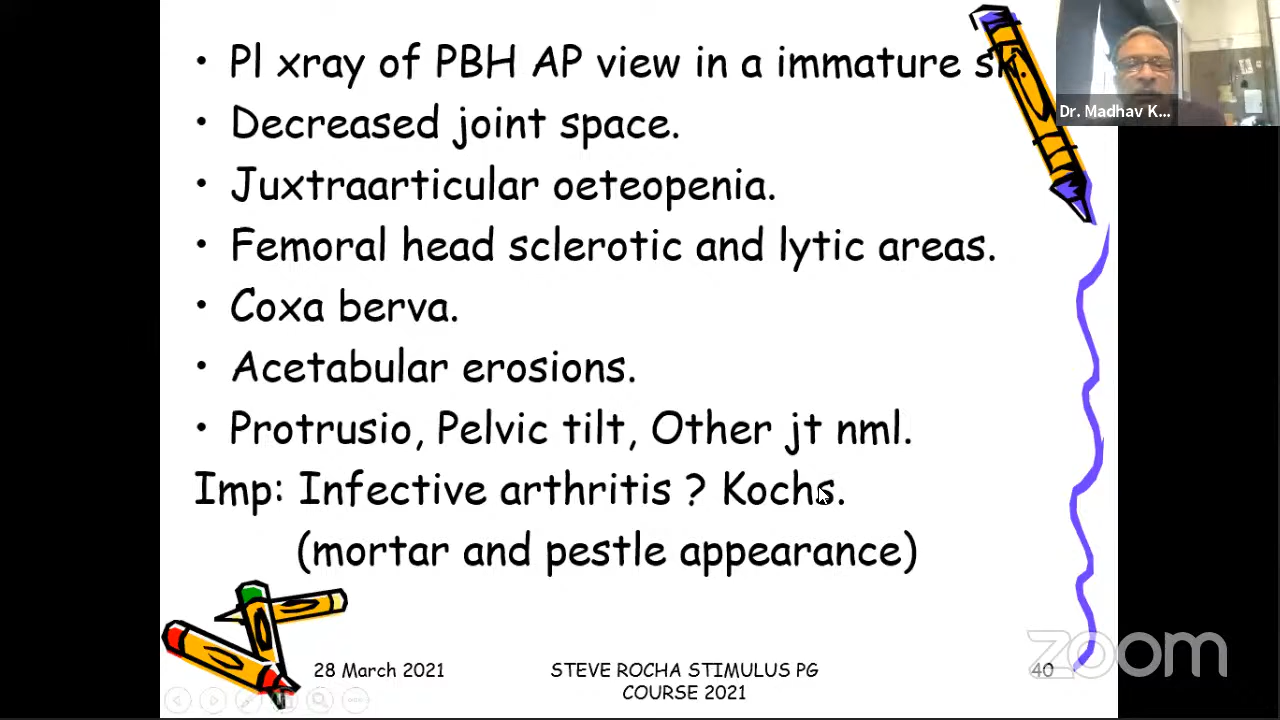 • Pl xray of PBH AP view in a immature sk.
• Decreased joint space.
• Juxtraarticular oeteopenia.
• Femoral head sclerotic and lytic areas.
• Coxa berva.
• Acetabular erosions.
• Protrusio, Pelvic tilt, Other jt nml.
Imp: Infective arthritis ? Kochs.
(mortar and pestle appearance)
Dr. Madhav K...
28 March 2021
STEVE ROCHA STIMULUS PG
COURSE 2021
40
zoom